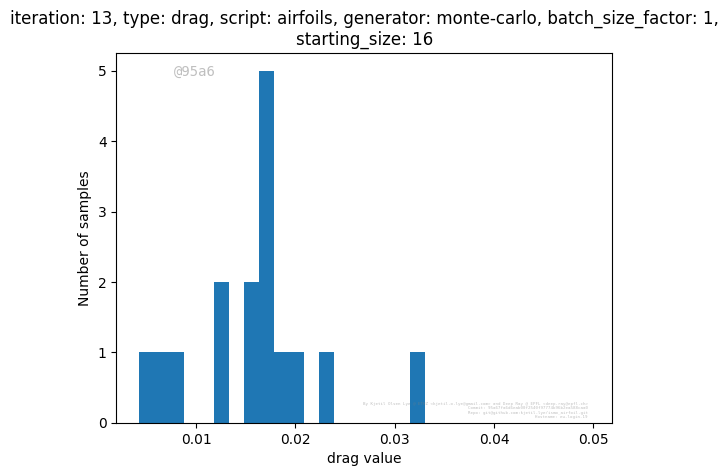 iteration: 13, type: drag, script: airfoils, generator: monte-carlo, batch_size_factor: 1,
starting_size: 16
@95a6
5
4
3
2
1
0
Number of samples
0.01 0.02 0.03 0.04 0.05
drag value